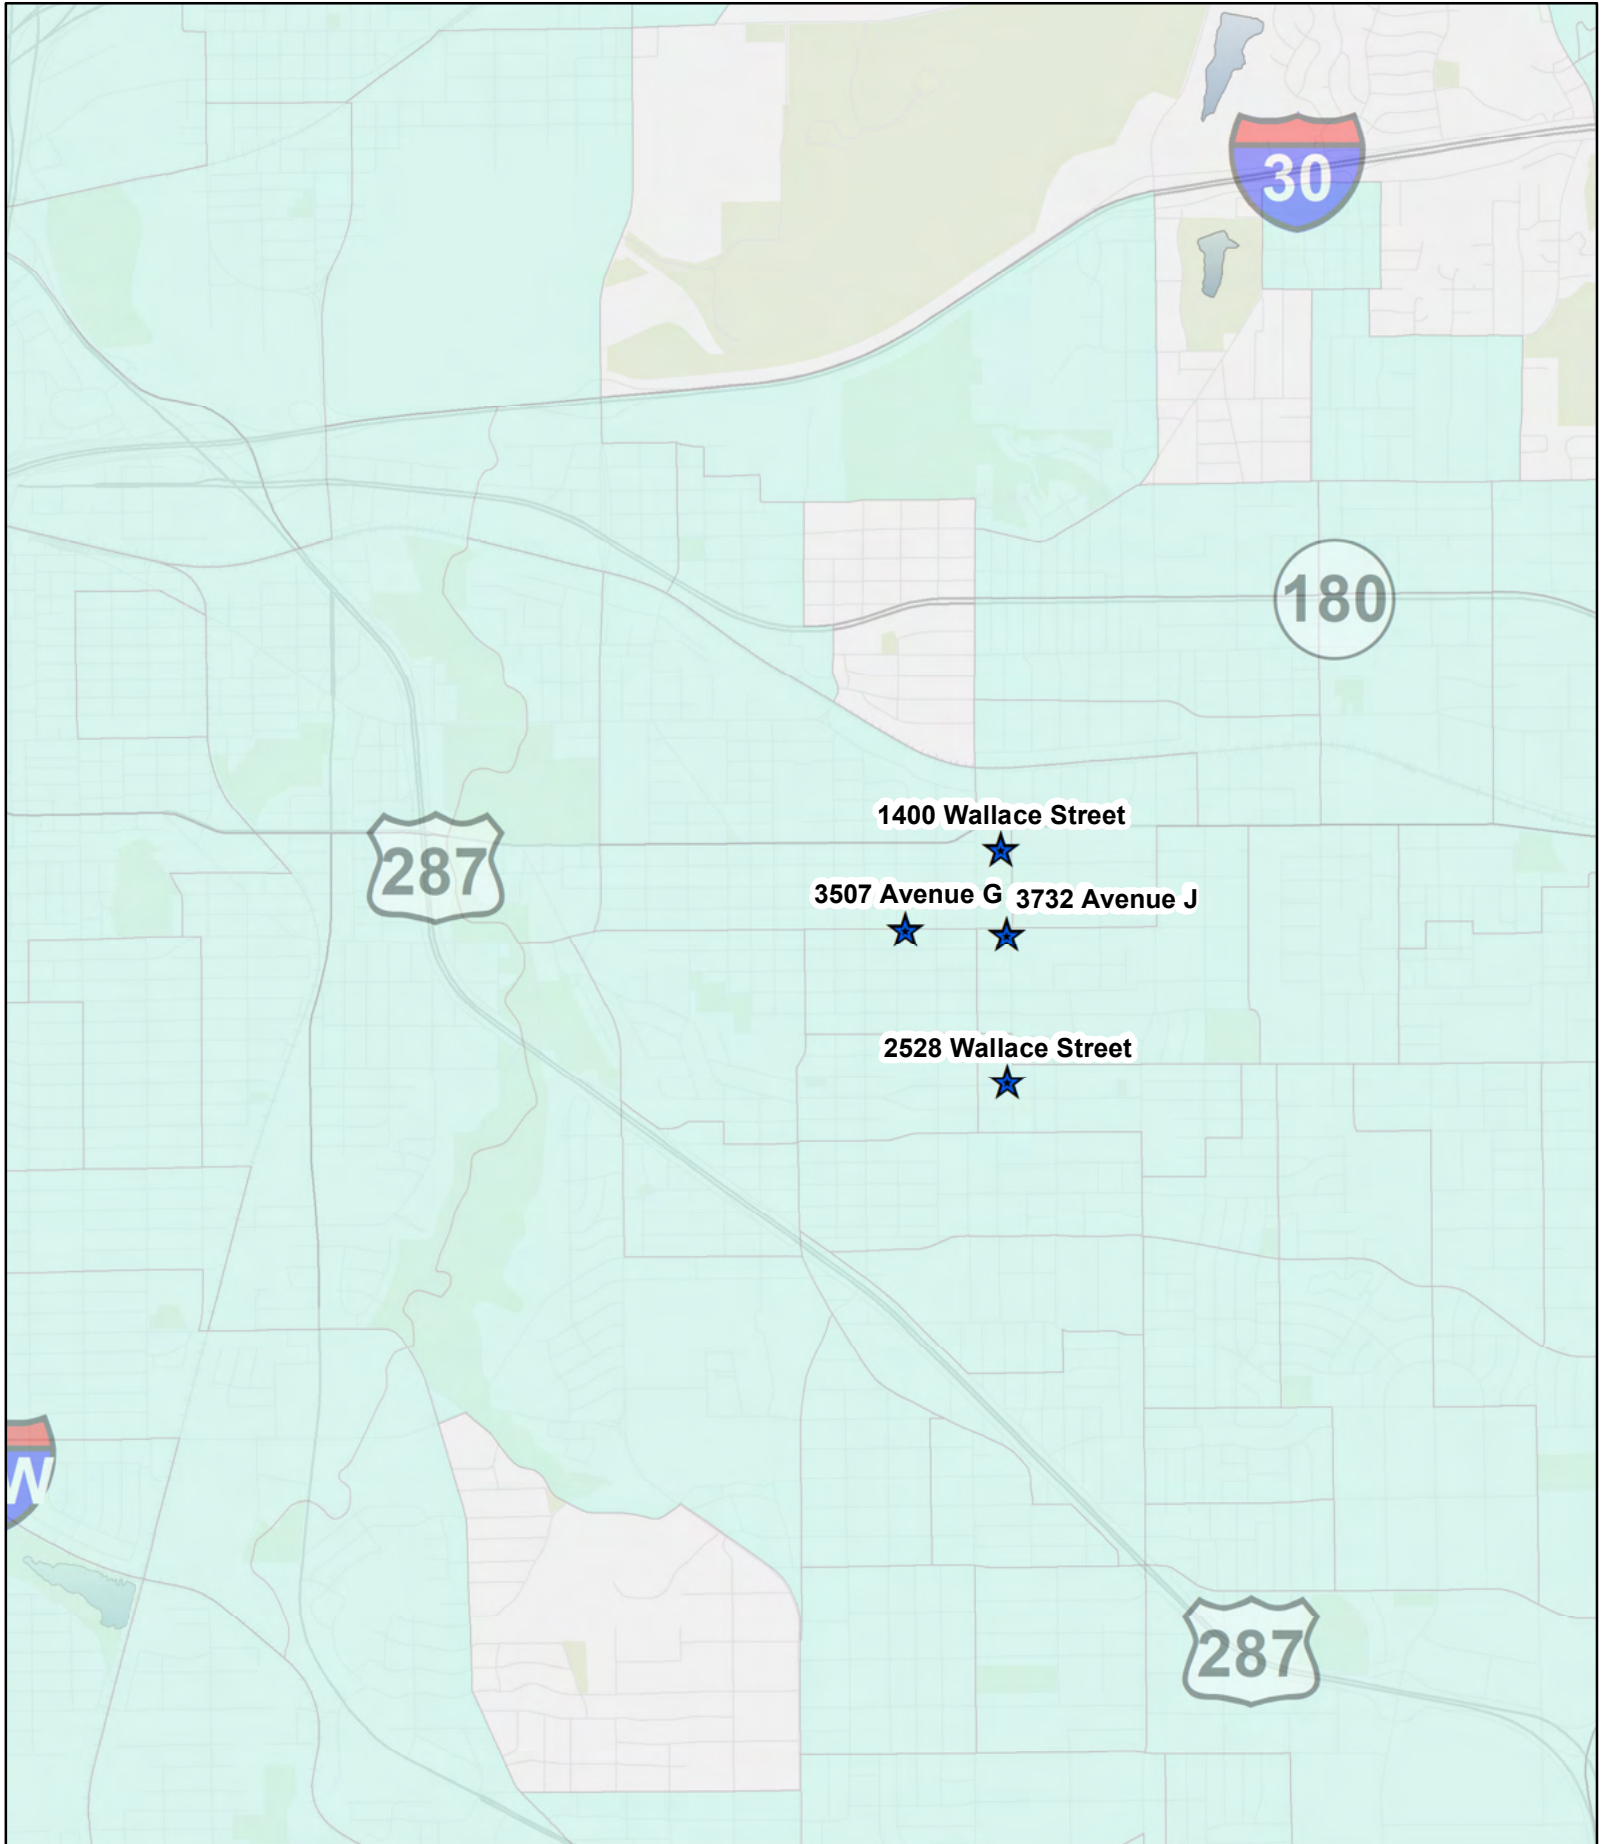 30
180
1400 Wallace Street
287
3507 Avenue G
3732 Avenue J
2528 Wallace Street
W
287